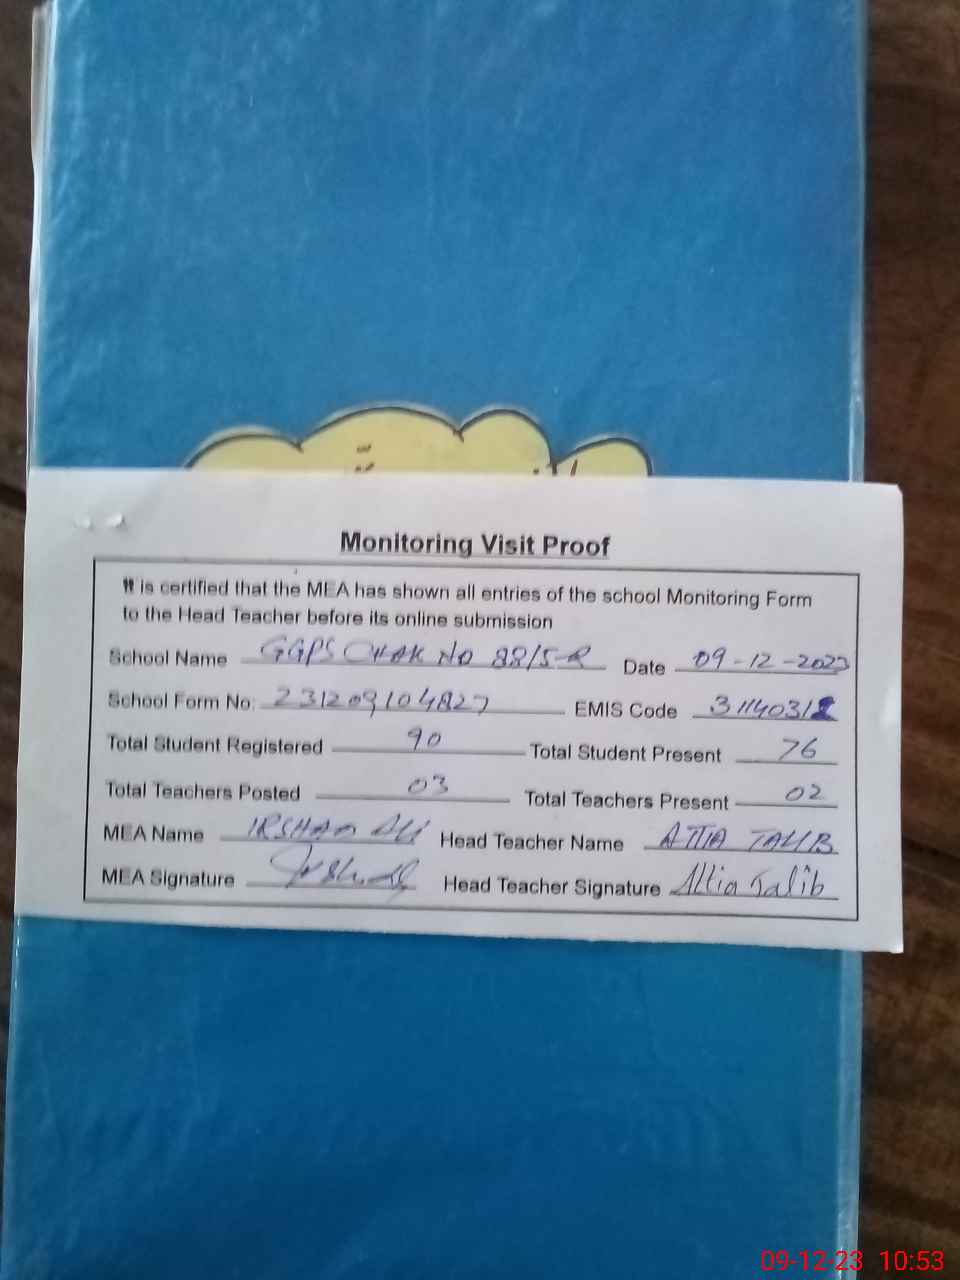 Monitoring Visit Proof
It is certified that the MEA has shown all entries of the school Monitoring Form
to the Head Teacher before its online submission
School Name GGPS CHAK NO 88/5-R Date 09-12-2023
School Form No: 231209104827 EMIS Code
Total Student Registered 90 Total Student Present 76
Total Teachers Posted 03 Total Teachers Present 02
MEA Name IRSHAD ALI Head Teacher Name ATTIA TALIB
MEA Signature Head Teacher Signature Attia Talib
09-12-23 10:53